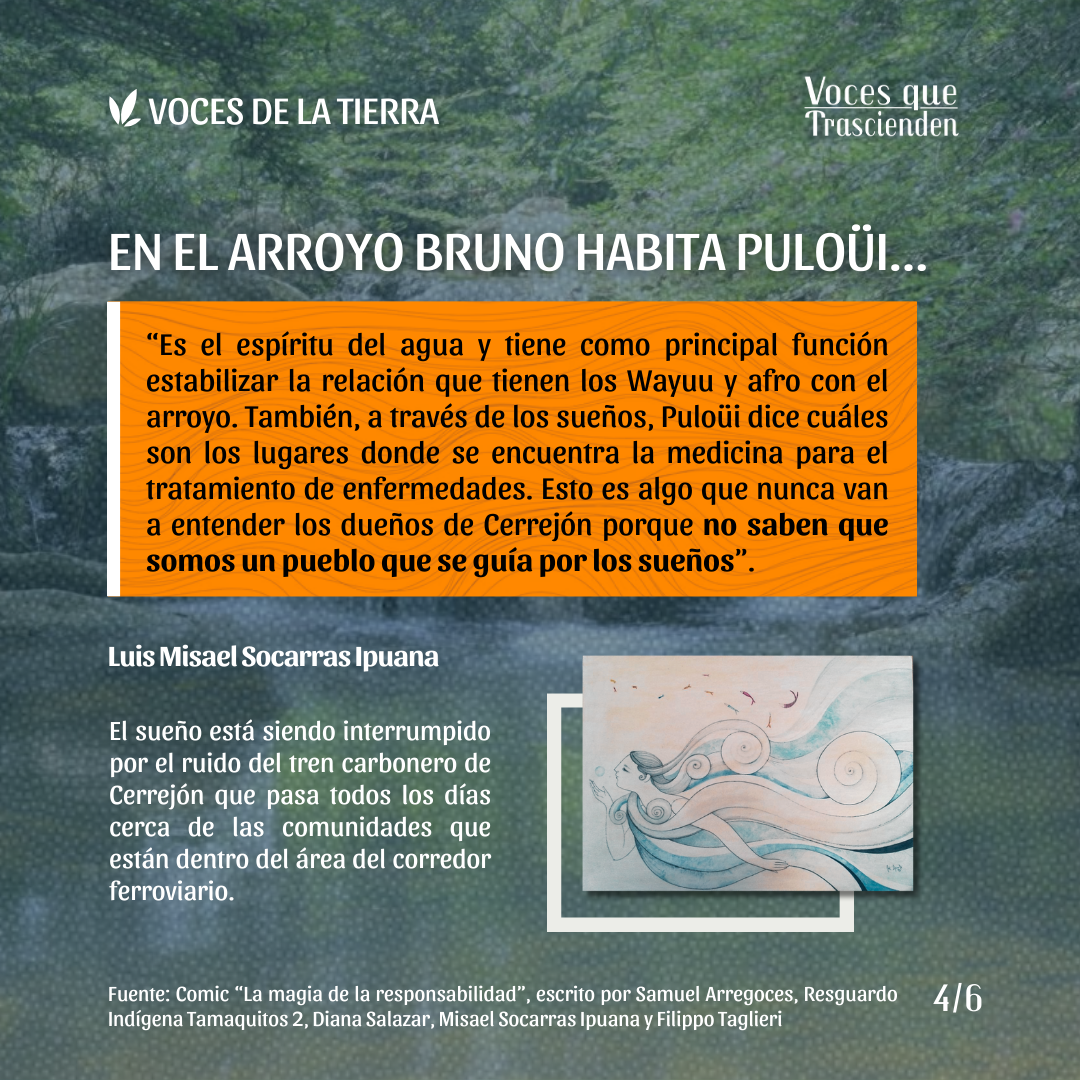 VOCES DE LA TIERRA
Voces que
Trascienden
EN EL ARROYO BRUNO HABITA PULOÜI...
“Es el espíritu del agua y tiene como principal función
estabilizar la relación que tienen los Wayuu y afro con el
arroyo. También, a través de los sueños, Puloüi dice cuáles
son los lugares donde se encuentra la medicina para el
tratamiento de enfermedades. Esto es algo que nunca van
a entender los dueños de Cerrejón porque no saben que
somos un pueblo que se guía por los sueños”.
Luis Misael Socarras Ipuana
El sueño está siendo interrumpido
por el ruido del tren carbonero de
Cerrejón que pasa todos los días
cerca de las comunidades que
están dentro del área del corredor
ferroviario.
Fuente: Comic “La magia de la responsabilidad”, escrito por Samuel Arregoces, Resguardo
Indígena Tamaquitos 2, Diana Salazar, Misael Socarras Ipuana y Filippo Taglieri
4/6